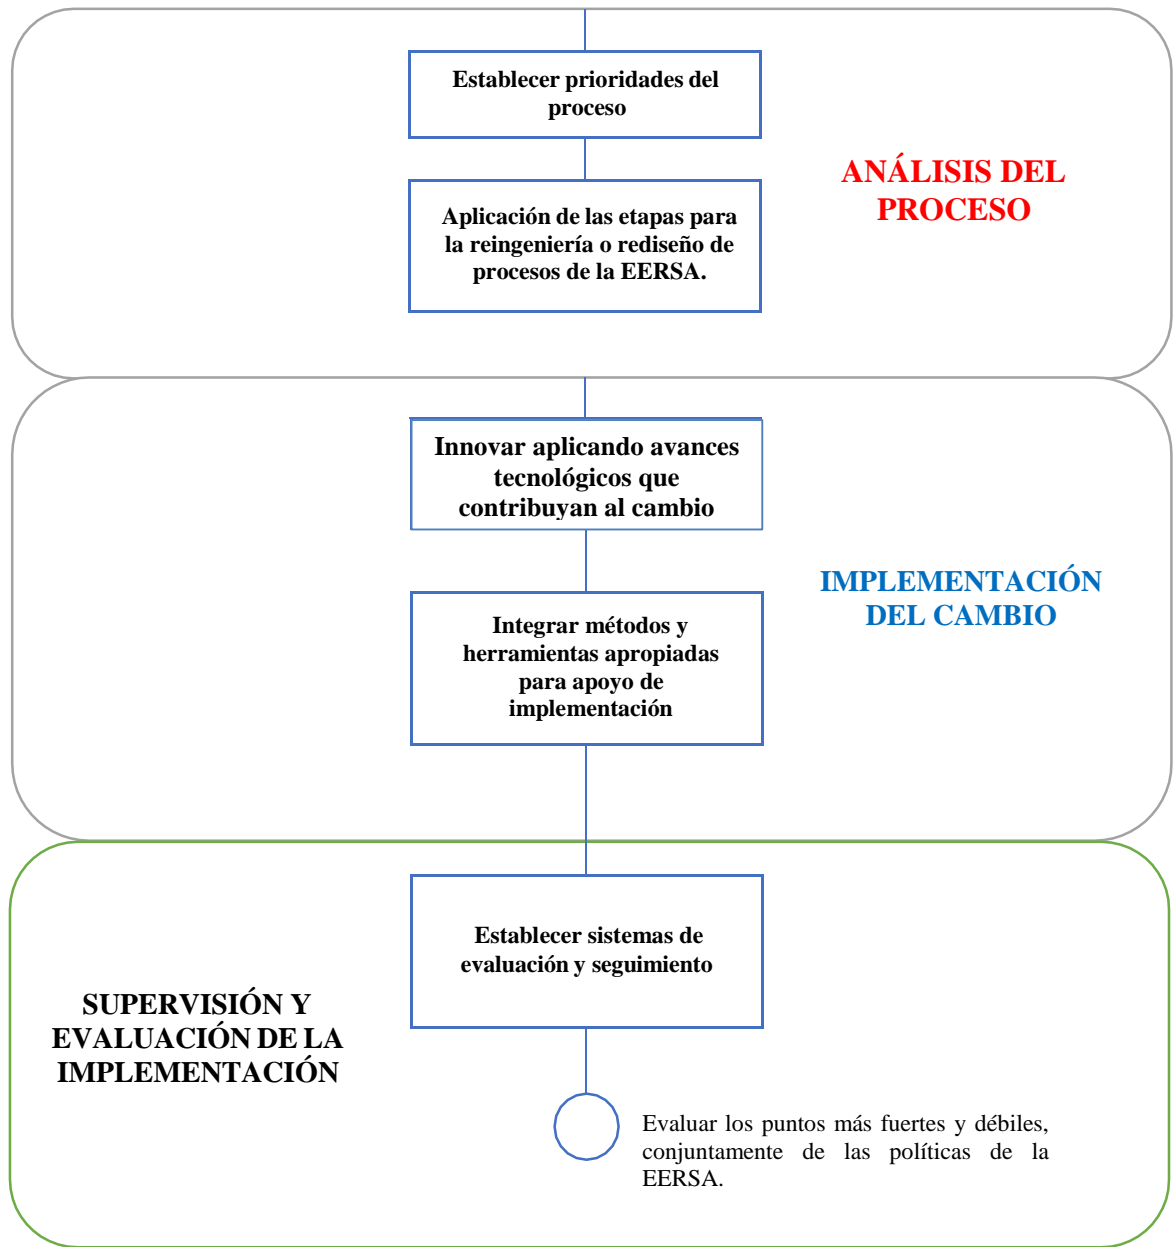 Establecer prioridades del
proceso
ANÁLISIS DEL
PROCESO
Aplicación de las etapas para
la reingeniería o rediseño de
procesos de la EERSA.
Innovar aplicando avances
tecnológicos que
contribuyan al cambio
IMPLEMENTACIÓN
DEL CAMBIO
Integrar métodos y
herramientas apropiadas
para apoyo de
implementación
Establecer sistemas de
evaluación y seguimiento
SUPERVISIÓN Y
EVALUACIÓN DE LA
IMPLEMENTACIÓN
Evaluar los puntos más fuertes y débiles,
conjuntamente de las políticas de la
EERSA.